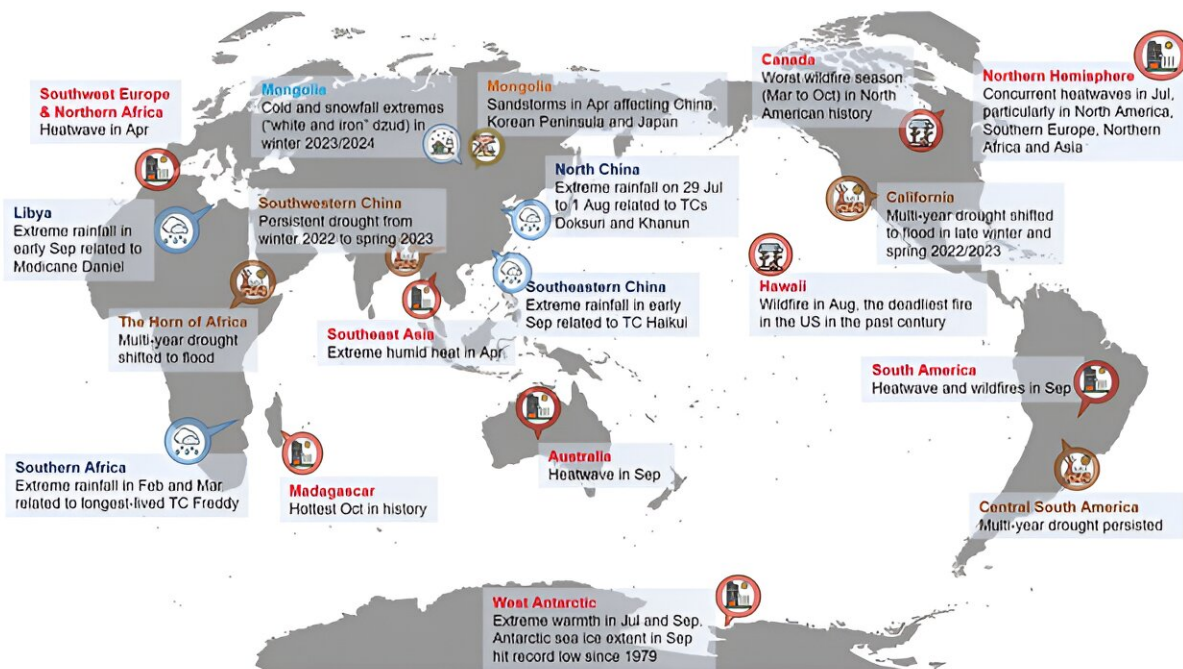 Southwest Europe
& Northern Africa
Heatwave in Apr
Mongolia
Cold and snowfall extremes
("white and iron" dzud) in
winter 2023/2024
Mongolia
Sandstorms in Apr affecting China,
Korean Peninsula and Japan
Canada
Worst wildfire season
(Mar to Oct) in North
American history
Northern Hemisphere
Concurrent heatwaves in Jul,
particularly in North America,
Southern Europe, Northern
Africa and Asia
Libya
Extreme rainfall in
early Sep related to
Medicane Daniel
Southwestern China
Persistent drought from
winter 2022 to spring 2023
North China
Extreme rainfall on 29 Jul
to 1 Aug related to TCs
Doksuri and Khanun
California
Multi-year drought shifted
to flood in late winter and
spring 2022/2023
The Horn of Africa
Multi-year drought
shifted to flood
Southeast Asia
Extreme humid heat in Apr
Southeastern China
Extreme rainfall in early
Sep related to TC Haikui
Hawaii
Wildfire in Aug, the deadliest fire
in the US in the past century
South America
Heatwave and wildfires in Sep
Southern Africa
Extreme rainfall in Feb and Mar
related to longest-lived TC Freddy
Madagascar
Hottest Oct in history
Australia
Heatwave in Sep
Central South America
Multi-year drought persisted
West Antarctic
Extreme warmth in Jul and Sep.
Antarctic sea ice extent in Sep
hit record low since 1979